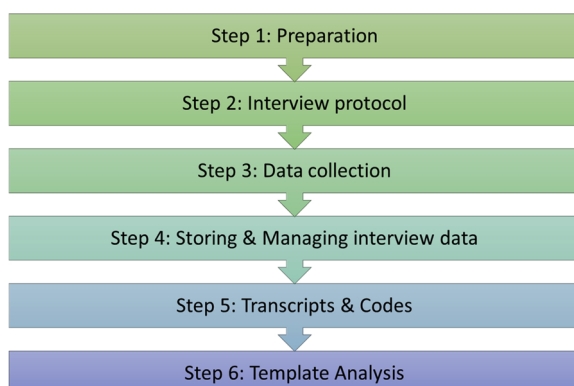 Step 1: Preparation
Step 2: Interview protocol
Step 3: Data collection
Step 4: Storing & Managing interview data
Step 5: Transcripts & Codes
Step 6: Template Analysis